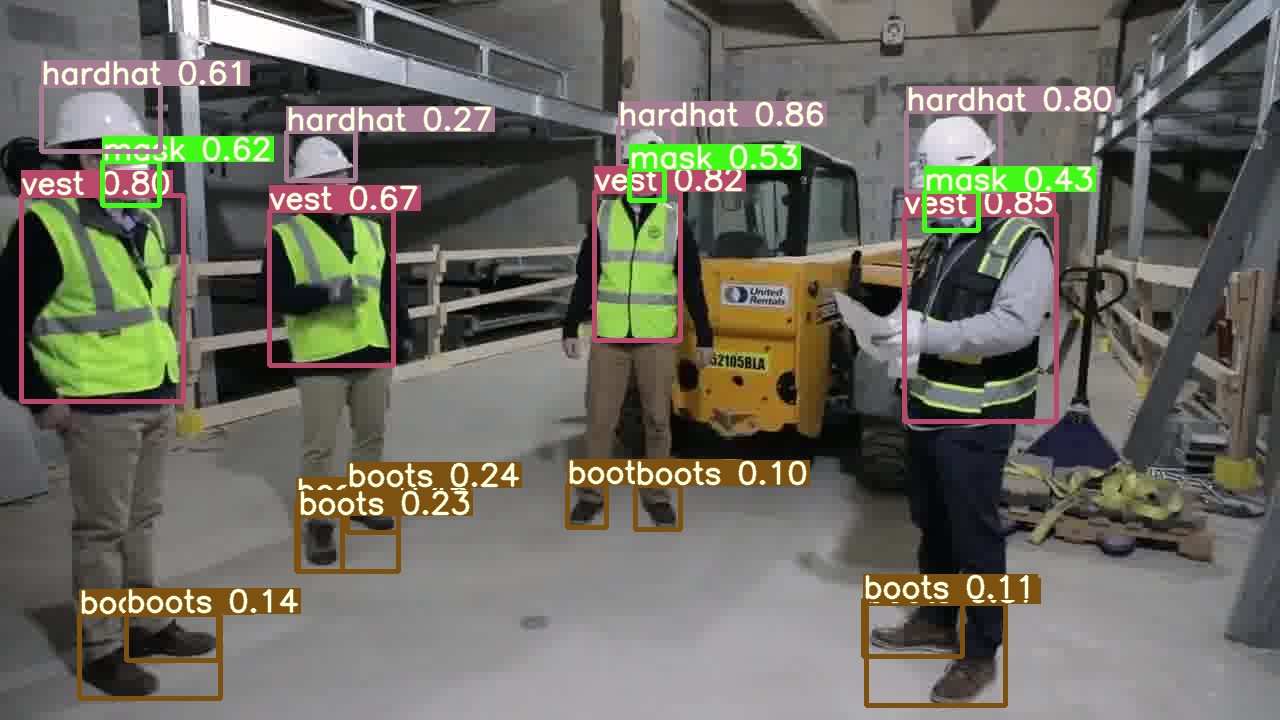 hardhat 0.61
hardhat 0.27
hardhat 0.86
hardhat 0.80
mask 0.62
mask 0.53
mask 0.43
vest 0.80
vest 0.67
vest 0.82
vest 0.85
United
Rentals
52105BLA
boots 0.24
boots 0.23
boots 0.10
boots 0.14
boots 0.11